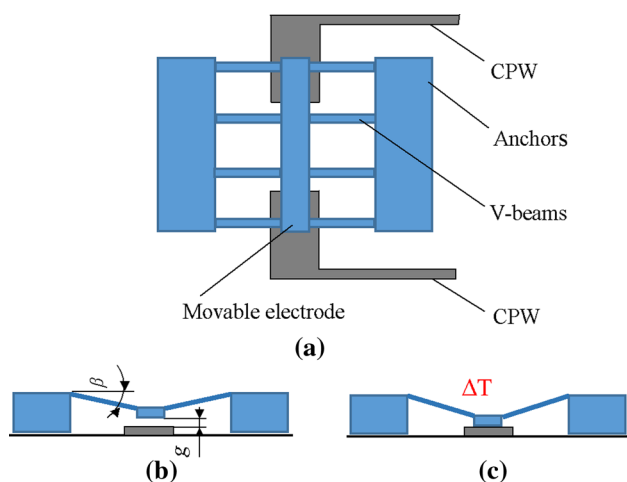 CPW
Anchors
V-beams
Movable electrode
CPW
(a)
β
g
ΔT
(b)
(c)